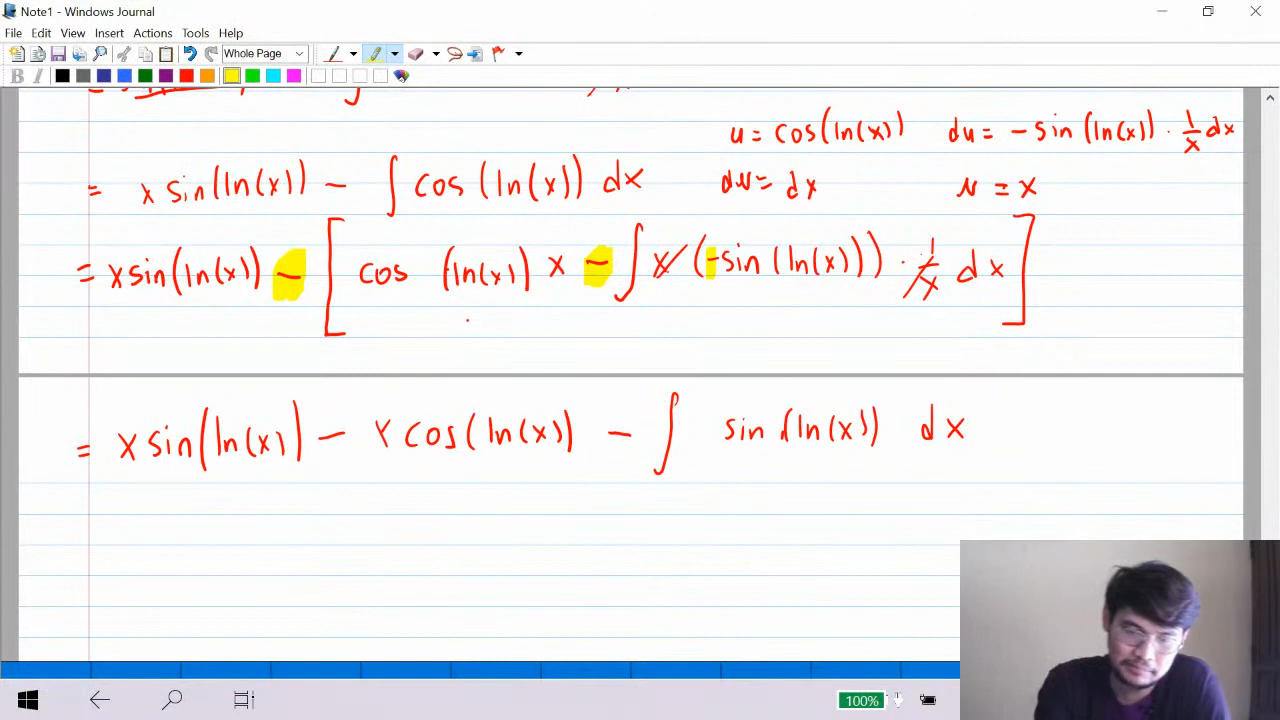 Note1 - Windows Journal
File Edit View Insert Actions Tools Help
Whole Page
B I
u = cos(ln(x)) du = -sin(ln(x)) · 1/x dx
= x sin(ln(x)) - ∫ cos(ln(x)) dx dv = dx v = x
= x sin(ln(x)) - [ cos (ln(x)) x - ∫ x (-sin(ln(x))) · 1/x dx ]
= x sin(ln(x)) - x cos(ln(x)) - ∫ sin(ln(x)) dx
100%